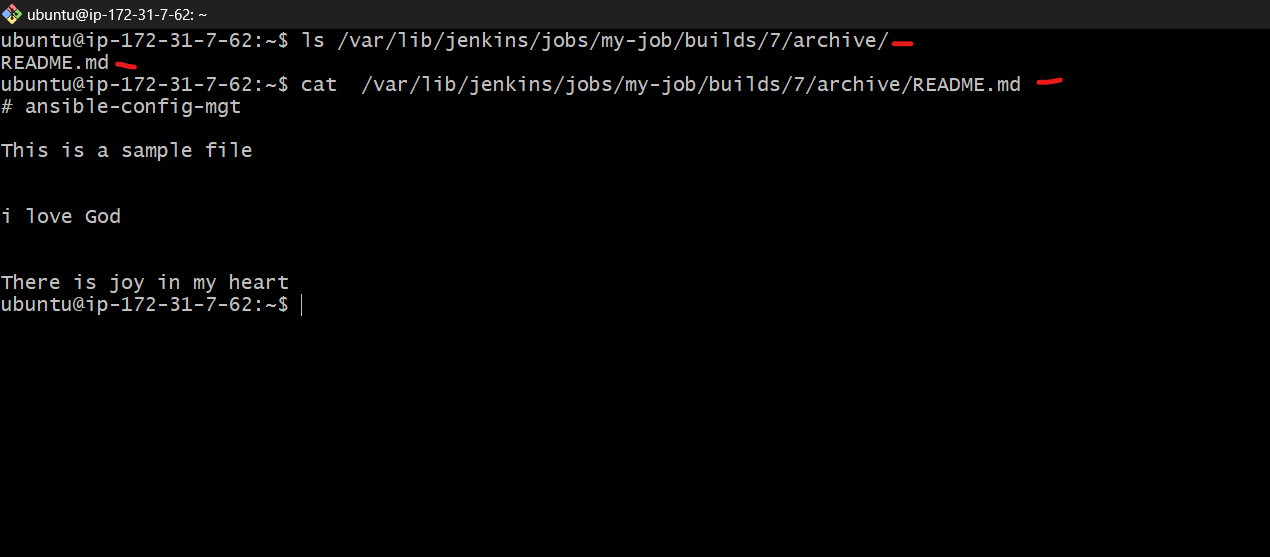 ubuntu@ip-172-31-7-62: ~
ubuntu@ip-172-31-7-62:~$ ls /var/lib/jenkins/jobs/my-job/builds/7/archive/
README.md
ubuntu@ip-172-31-7-62:~$ cat  /var/lib/jenkins/jobs/my-job/builds/7/archive/README.md
# ansible-config-mgt
This is a sample file
i love God
There is joy in my heart
ubuntu@ip-172-31-7-62:~$